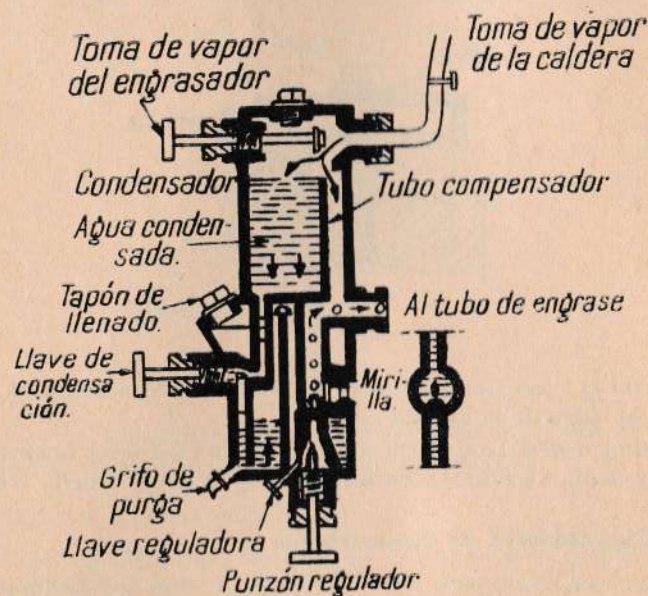 Toma de vapor
del engrasador
Toma de vapor
de la caldera
Condensador
Tubo compensador
Agua conden-
sada.
Tapón de
llenado.
Al tubo de engrase
Llave de
condensa
ción.
Miri-
lla.
Grifo de
purga
Llave reguladora
Punzón regulador